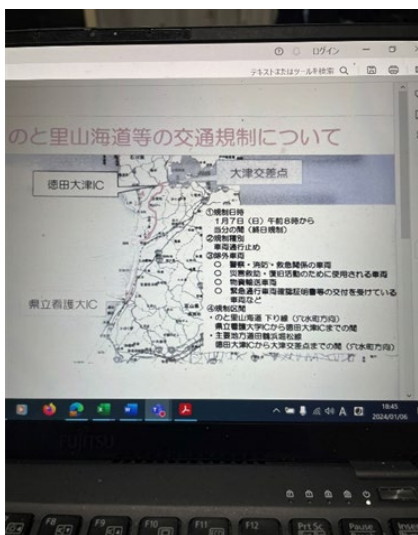 ログイン
テキストまたはツールを検索
のと里山海道等の交通規制について
徳田大津IC
大津交差点
県立看護大IC
①規制日時
1月7日(日)午前8時から
当分の間(終日規制)
②規制種別
車両通行止め
③除外車両
○ 警察・消防・救急関係の車両
○ 災害救助・復旧活動のために使用される車両
○ 物資輸送車両
○ 緊急通行車両確認証明書等の交付を受けている
車両など
④規制区間
・のと里山海道 下り線(穴水町方向)
県立看護大学ICから徳田大津ICまでの間
・主要地方道田鶴浜堀松線
徳田大津ICから大津交差点までの間(穴水町方向)
A
18:45
2024/01/06
FUJITSU
F8
F9
F10
F11
F12
Prt Sc
Pause
Insert